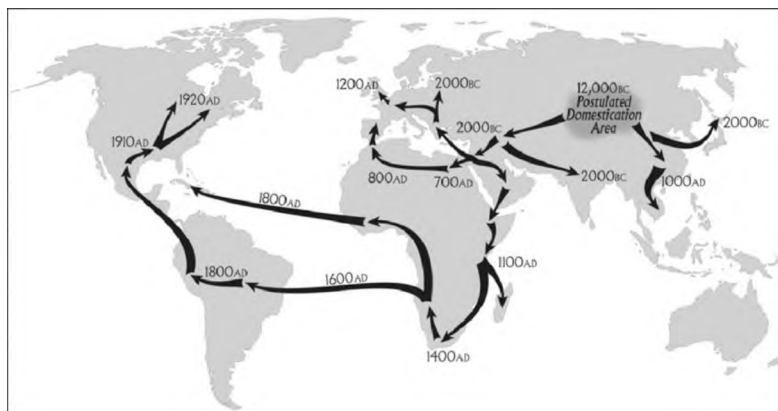 1200AD
2000BC
12,000BC
Postulated
Domestication
Area
1920AD
2000BC
1910AD
2000BC
800AD
700AD
2000BC
1000AD
1800AD
1100AD
1800AD
1600AD
1400AD